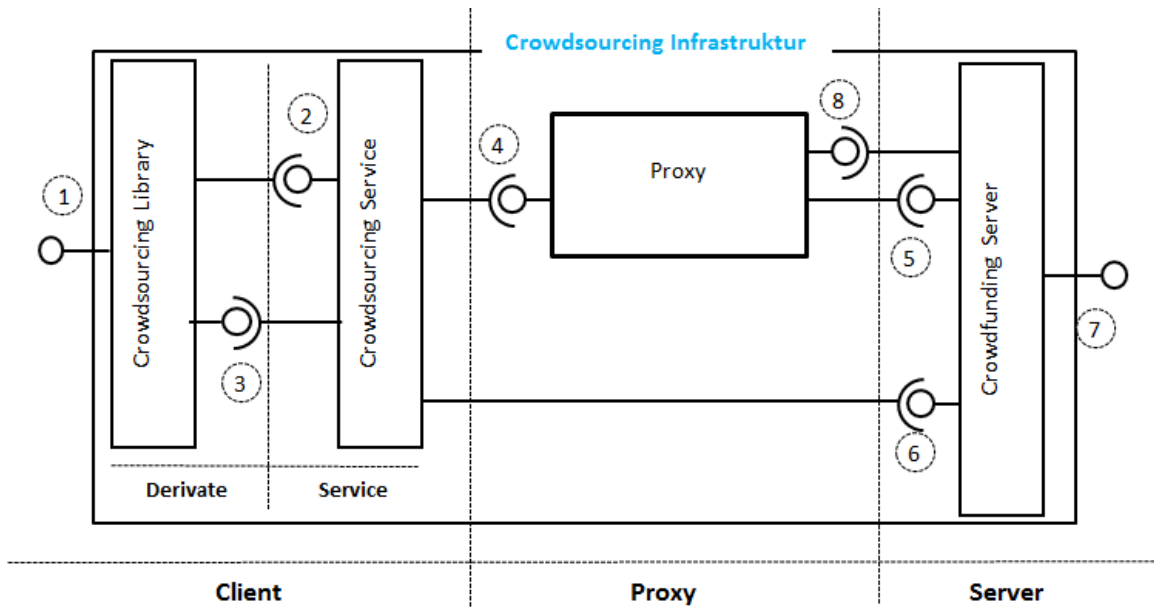 Crowdsourcing Infrastruktur
1
Crowdsourcing Library
2
3
Crowdsourcing Service
4
Proxy
8
5
6
Crowdfunding Server
7
Derivate
Service
Client
Proxy
Server